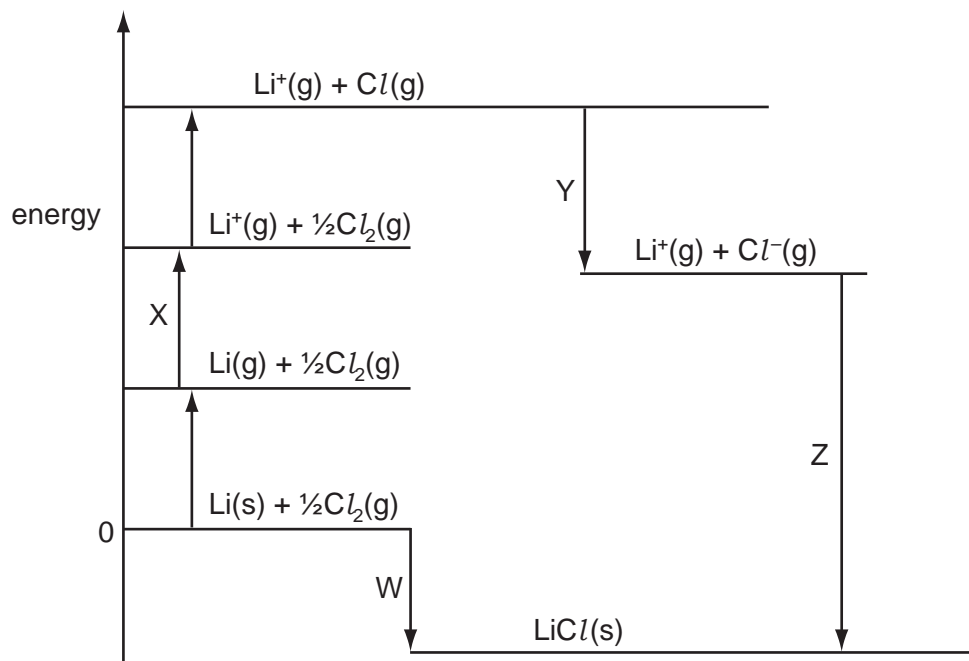 Li⁺(g) + Cl(g)
energy
Y
Li⁺(g) + ½Cl₂(g)
Li⁺(g) + Cl⁻(g)
X
Li(g) + ½Cl₂(g)
Z
Li(s) + ½Cl₂(g)
0
W
LiCl(s)